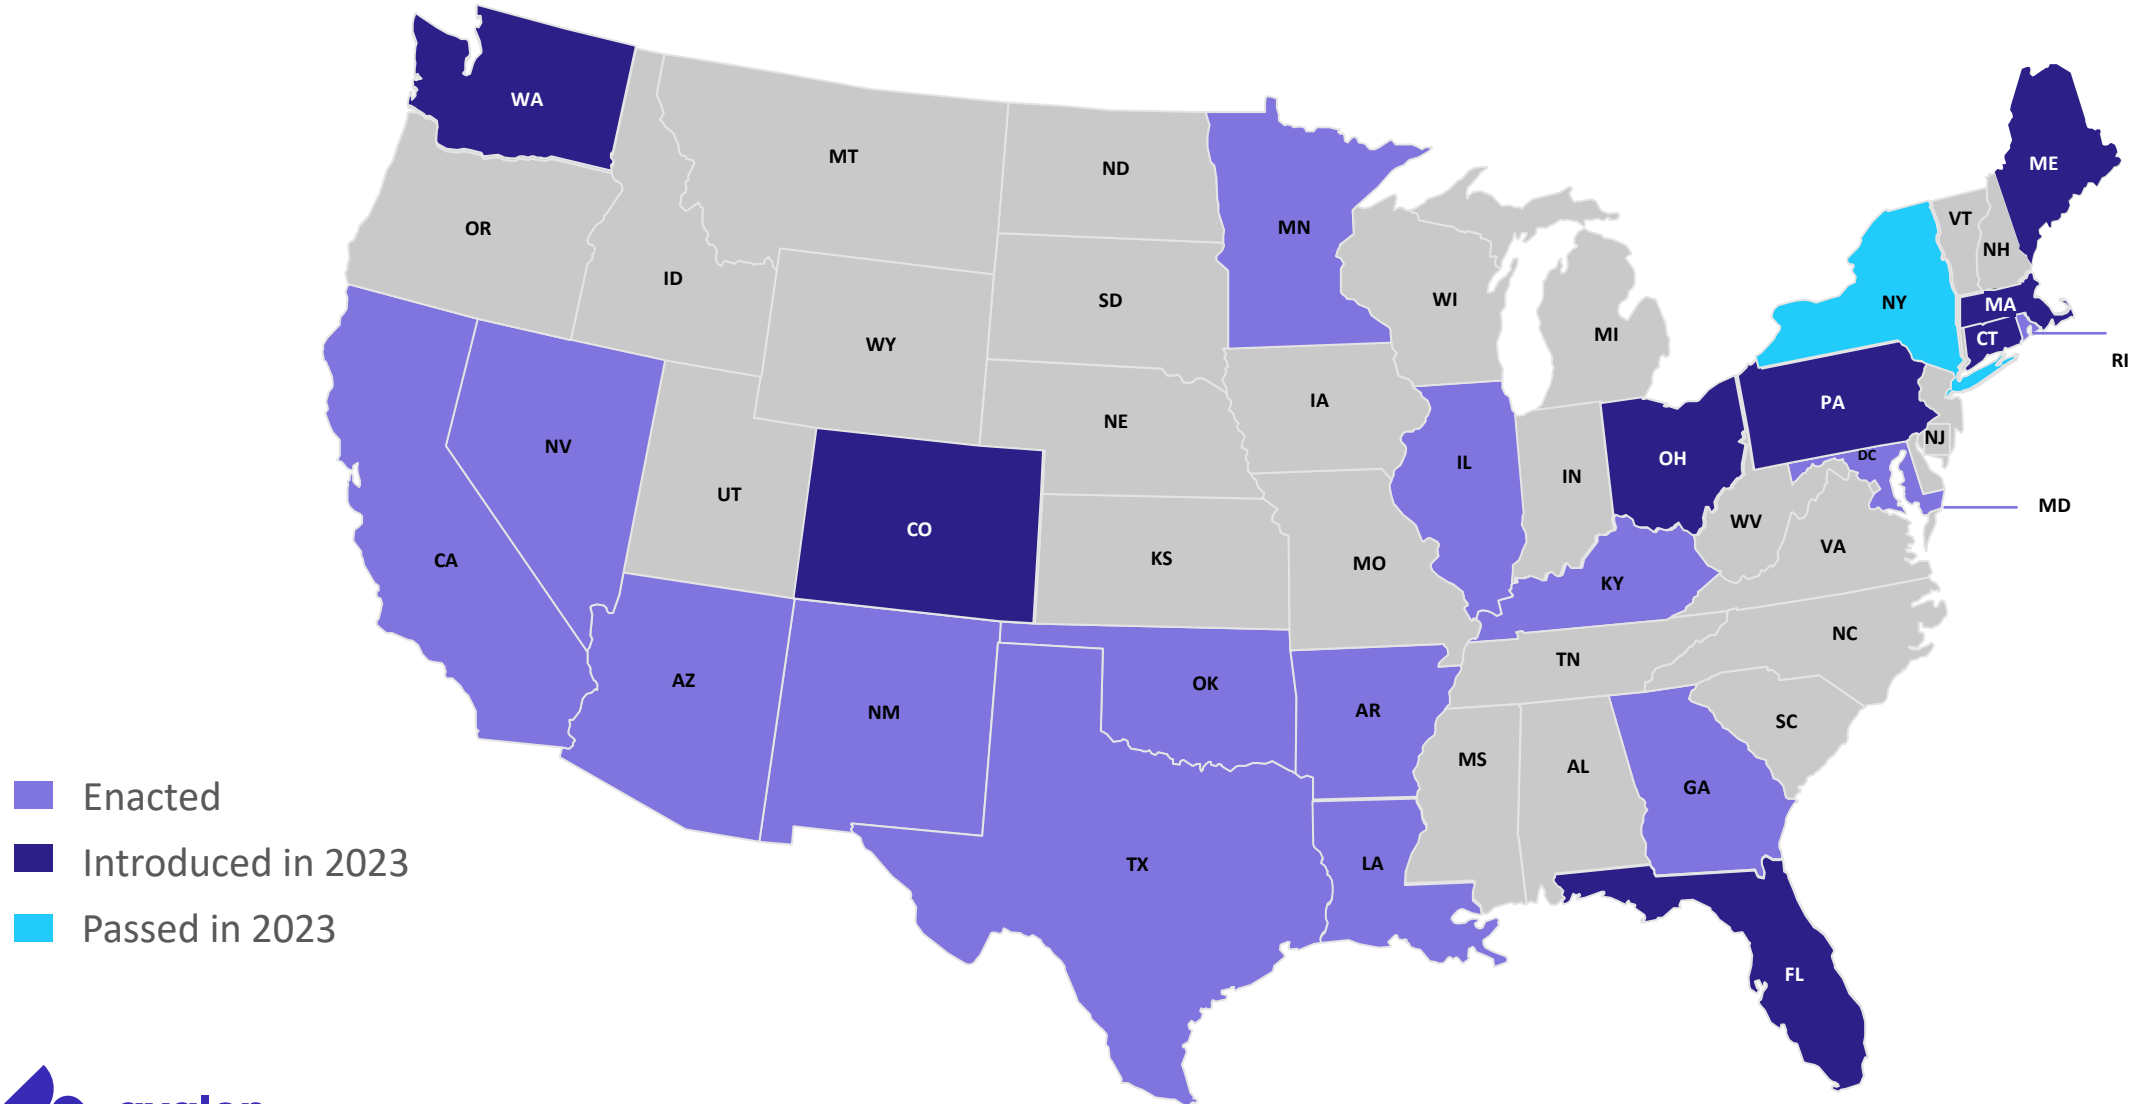 WA
ME
MT
ND
VT
OR
MN
NH
ID
SD
WI
NY
MA
MI
CT
WY
RI
IA
PA
NE
NJ
NV
IL
OH
DC
IN
UT
MD
CO
WV
VA
CA
KS
MO
KY
NC
TN
AZ
OK
NM
AR
SC
MS
AL
GA
Enacted
TX
LA
Introduced in 2023
Passed in 2023
FL